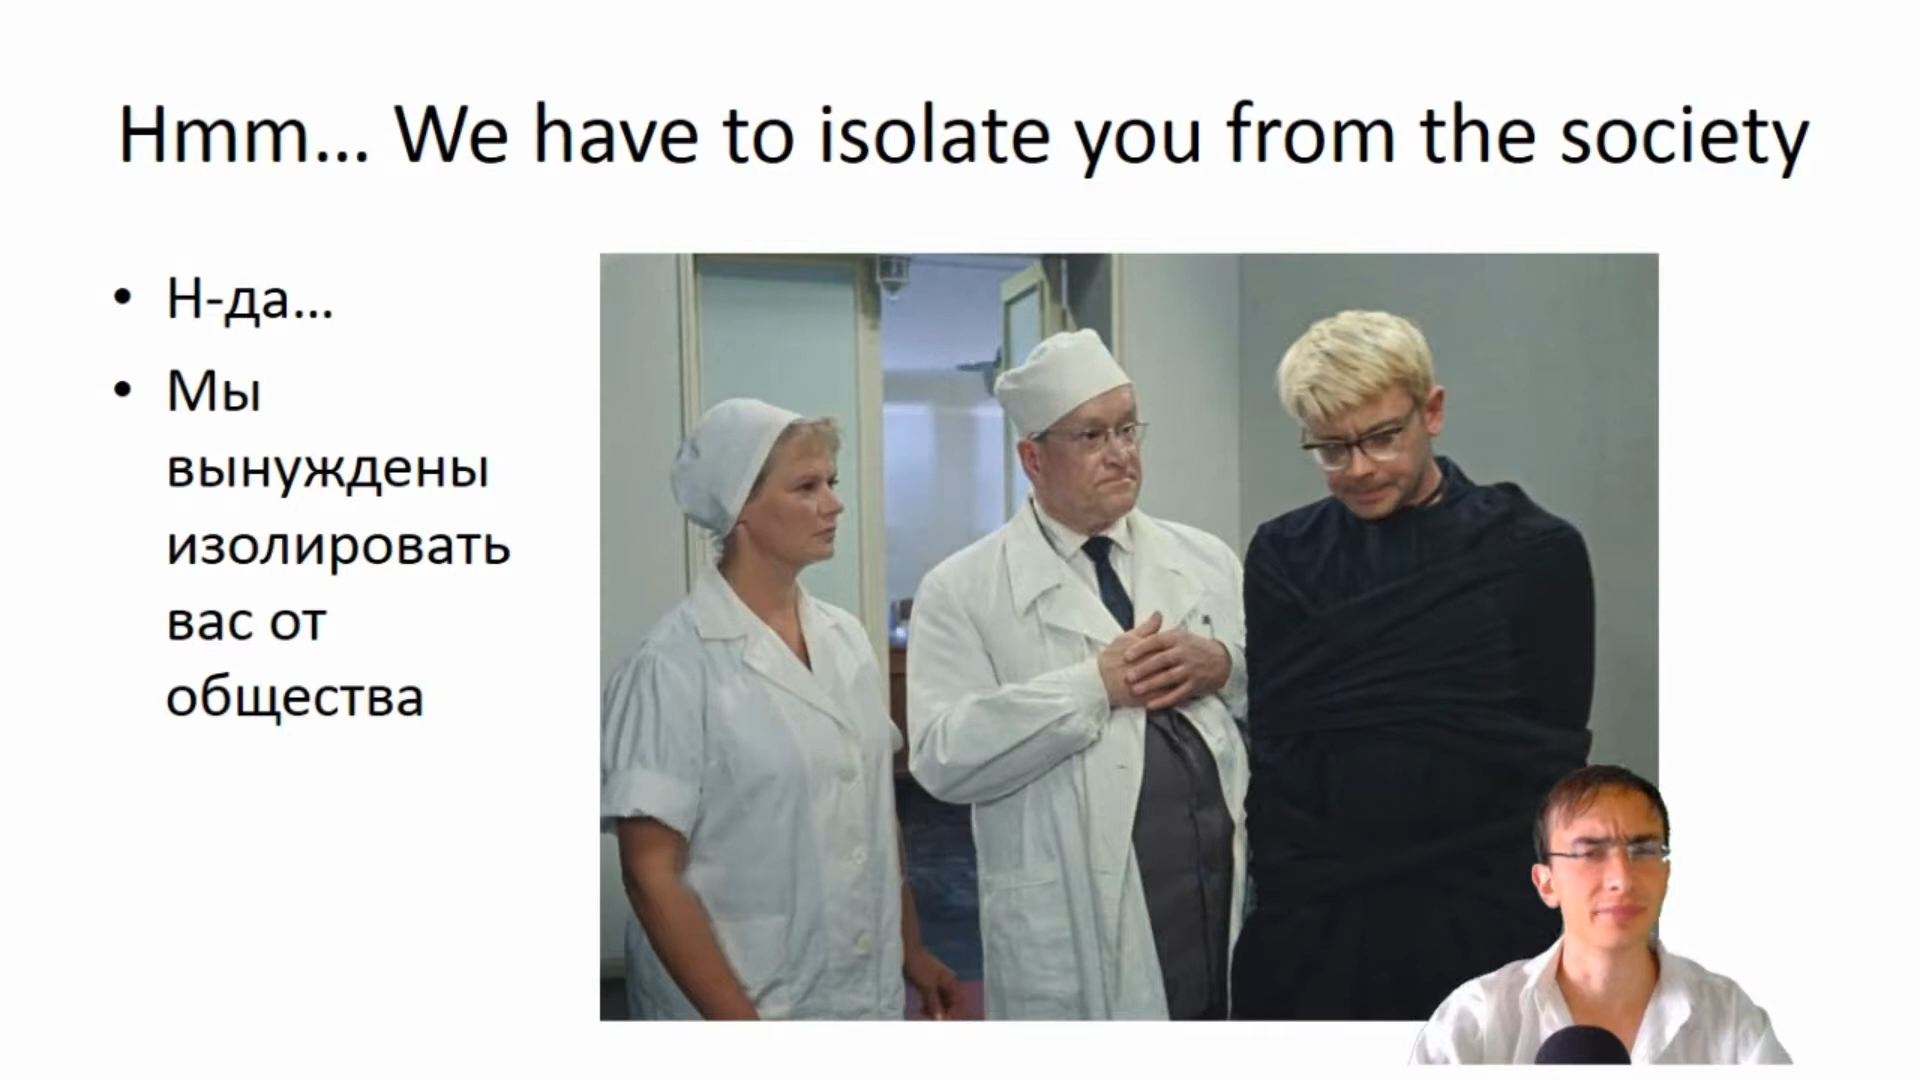 Hmm... We have to isolate you from the society
• Н-да...
• Мы
вынуждены
изолировать
вас от
общества